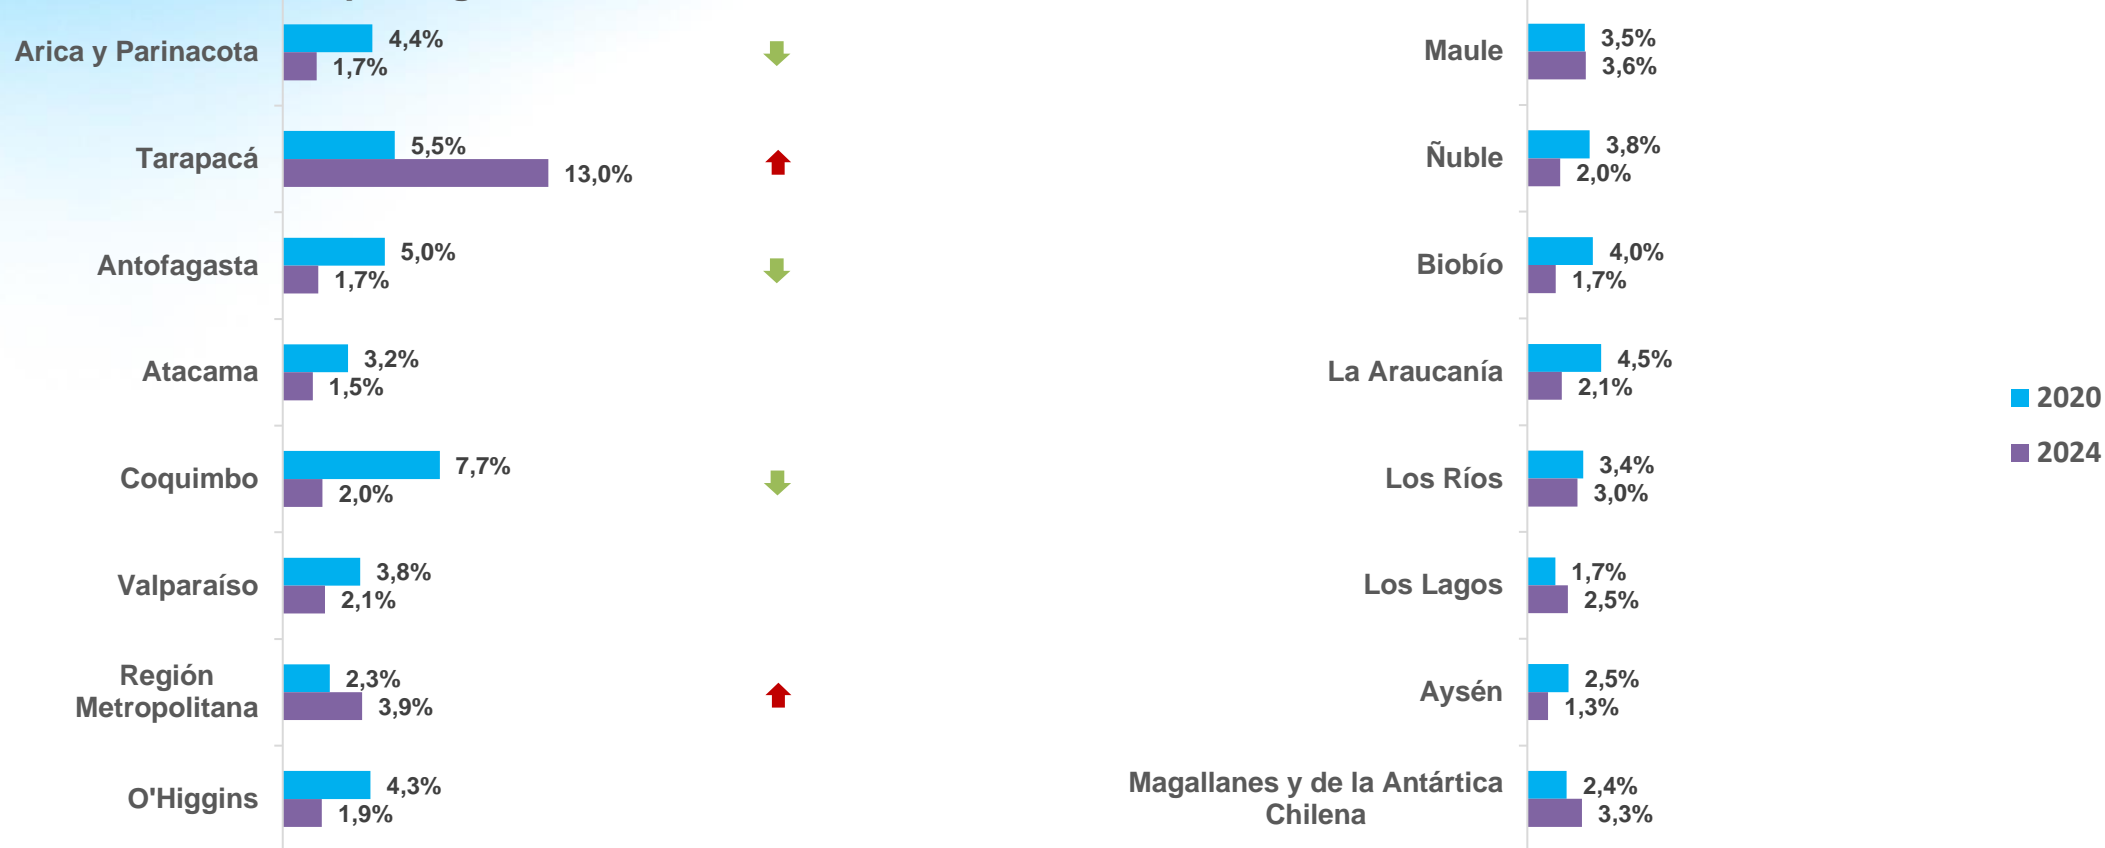 Arica y Parinacota
4,4%
1,7%
Tarapacá
5,5%
13,0%
Antofagasta
5,0%
1,7%
Atacama
3,2%
1,5%
Coquimbo
7,7%
2,0%
Valparaíso
3,8%
2,1%
Región
Metropolitana
2,3%
3,9%
O'Higgins
4,3%
1,9%
Maule
3,5%
3,6%
Ñuble
3,8%
2,0%
Biobío
4,0%
1,7%
La Araucanía
4,5%
2,1%
Los Ríos
3,4%
3,0%
Los Lagos
1,7%
2,5%
Aysén
2,5%
1,3%
Magallanes y de la Antártica
Chilena
2,4%
3,3%
2020
2024